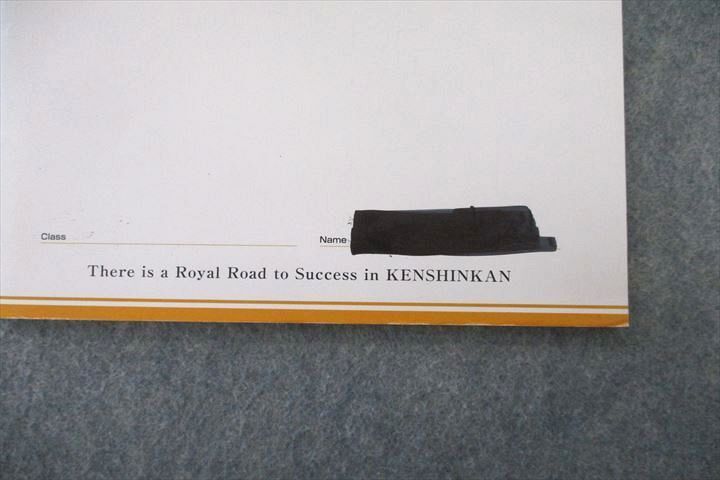 Class
Name
There is a Royal Road to Success in KENSHINKAN